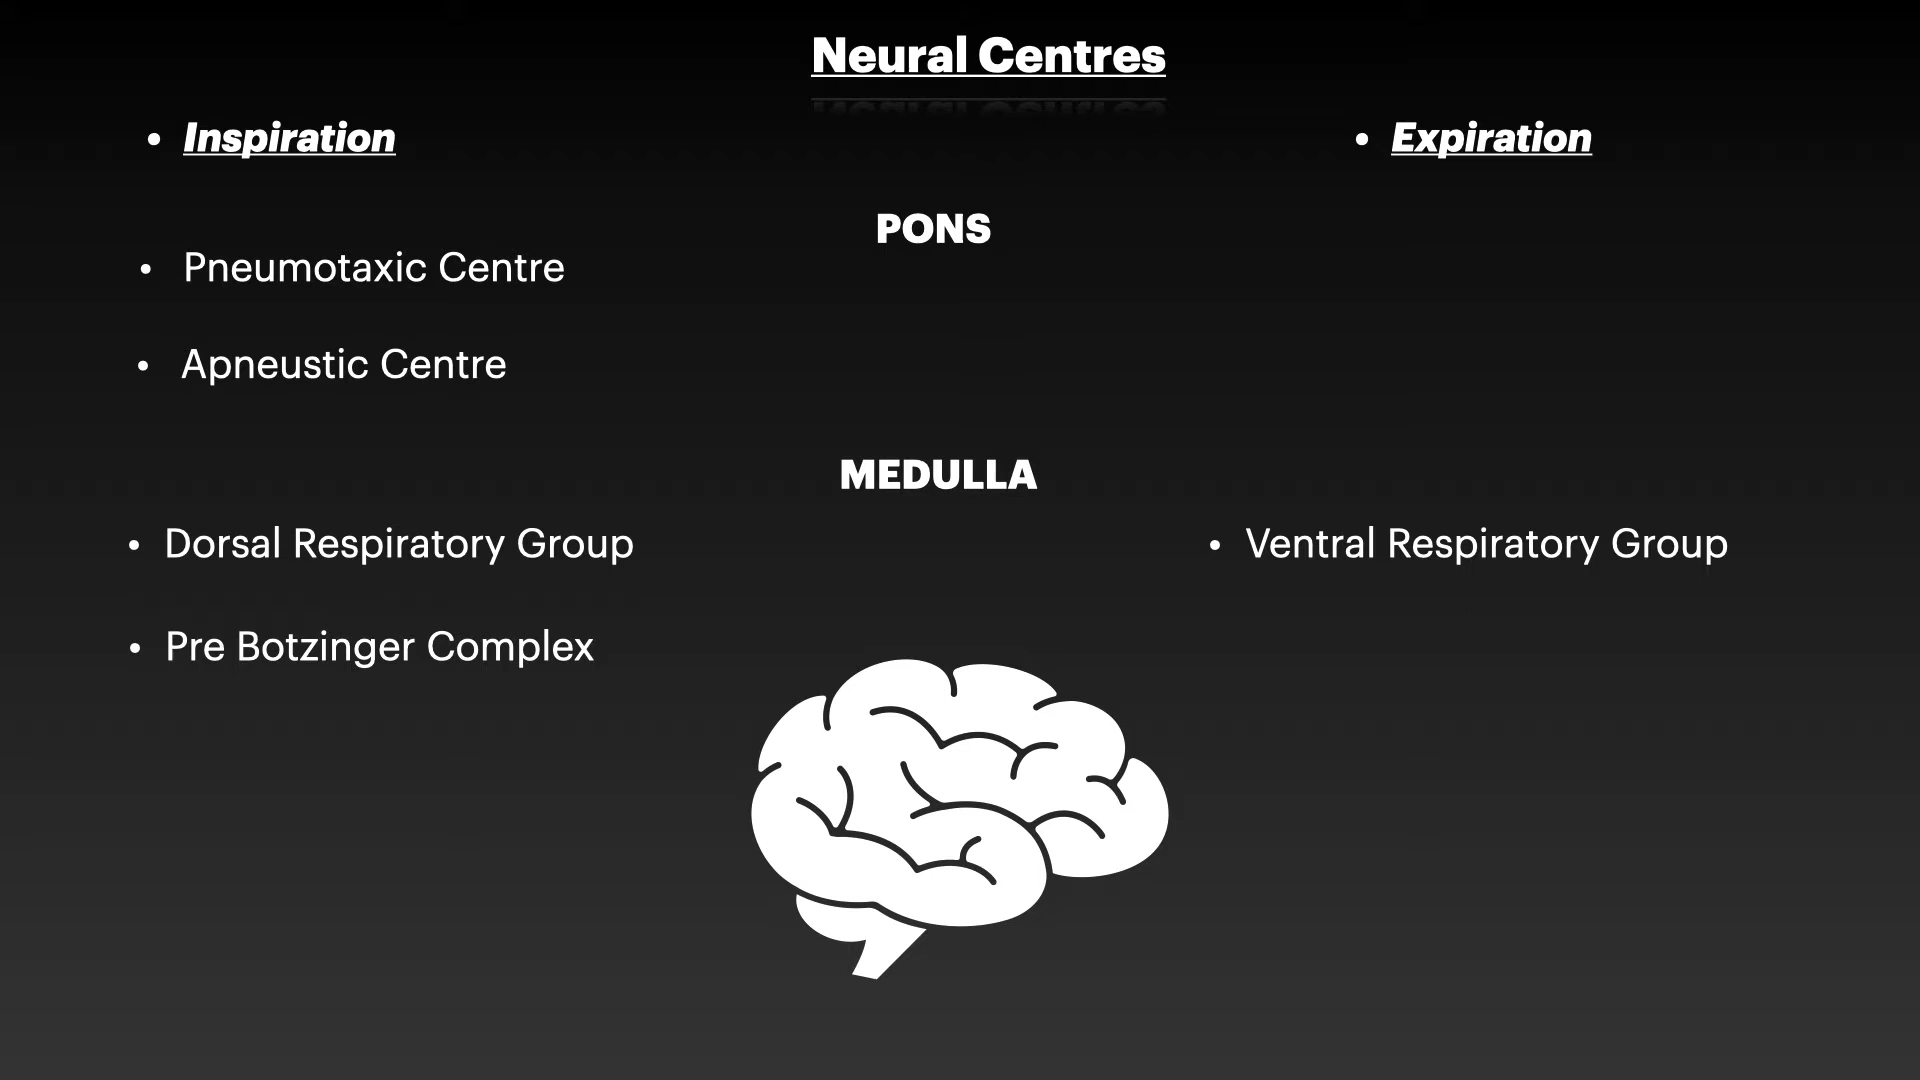 Neural Centres
• Inspiration
• Expiration
PONS
• Pneumotaxic Centre
• Apneustic Centre
MEDULLA
• Dorsal Respiratory Group
• Ventral Respiratory Group
• Pre Botzinger Complex